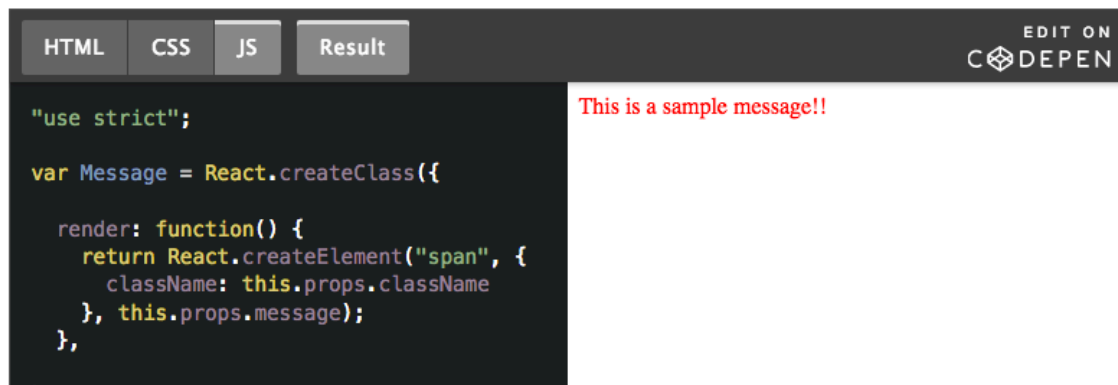 HTML CSS JS Result
EDIT ON
CODEPEN
"use strict";
var Message = React.createClass({
render: function() {
return React.createElement("span", {
className: this.props.className
}, this.props.message);
},
This is a sample message!!